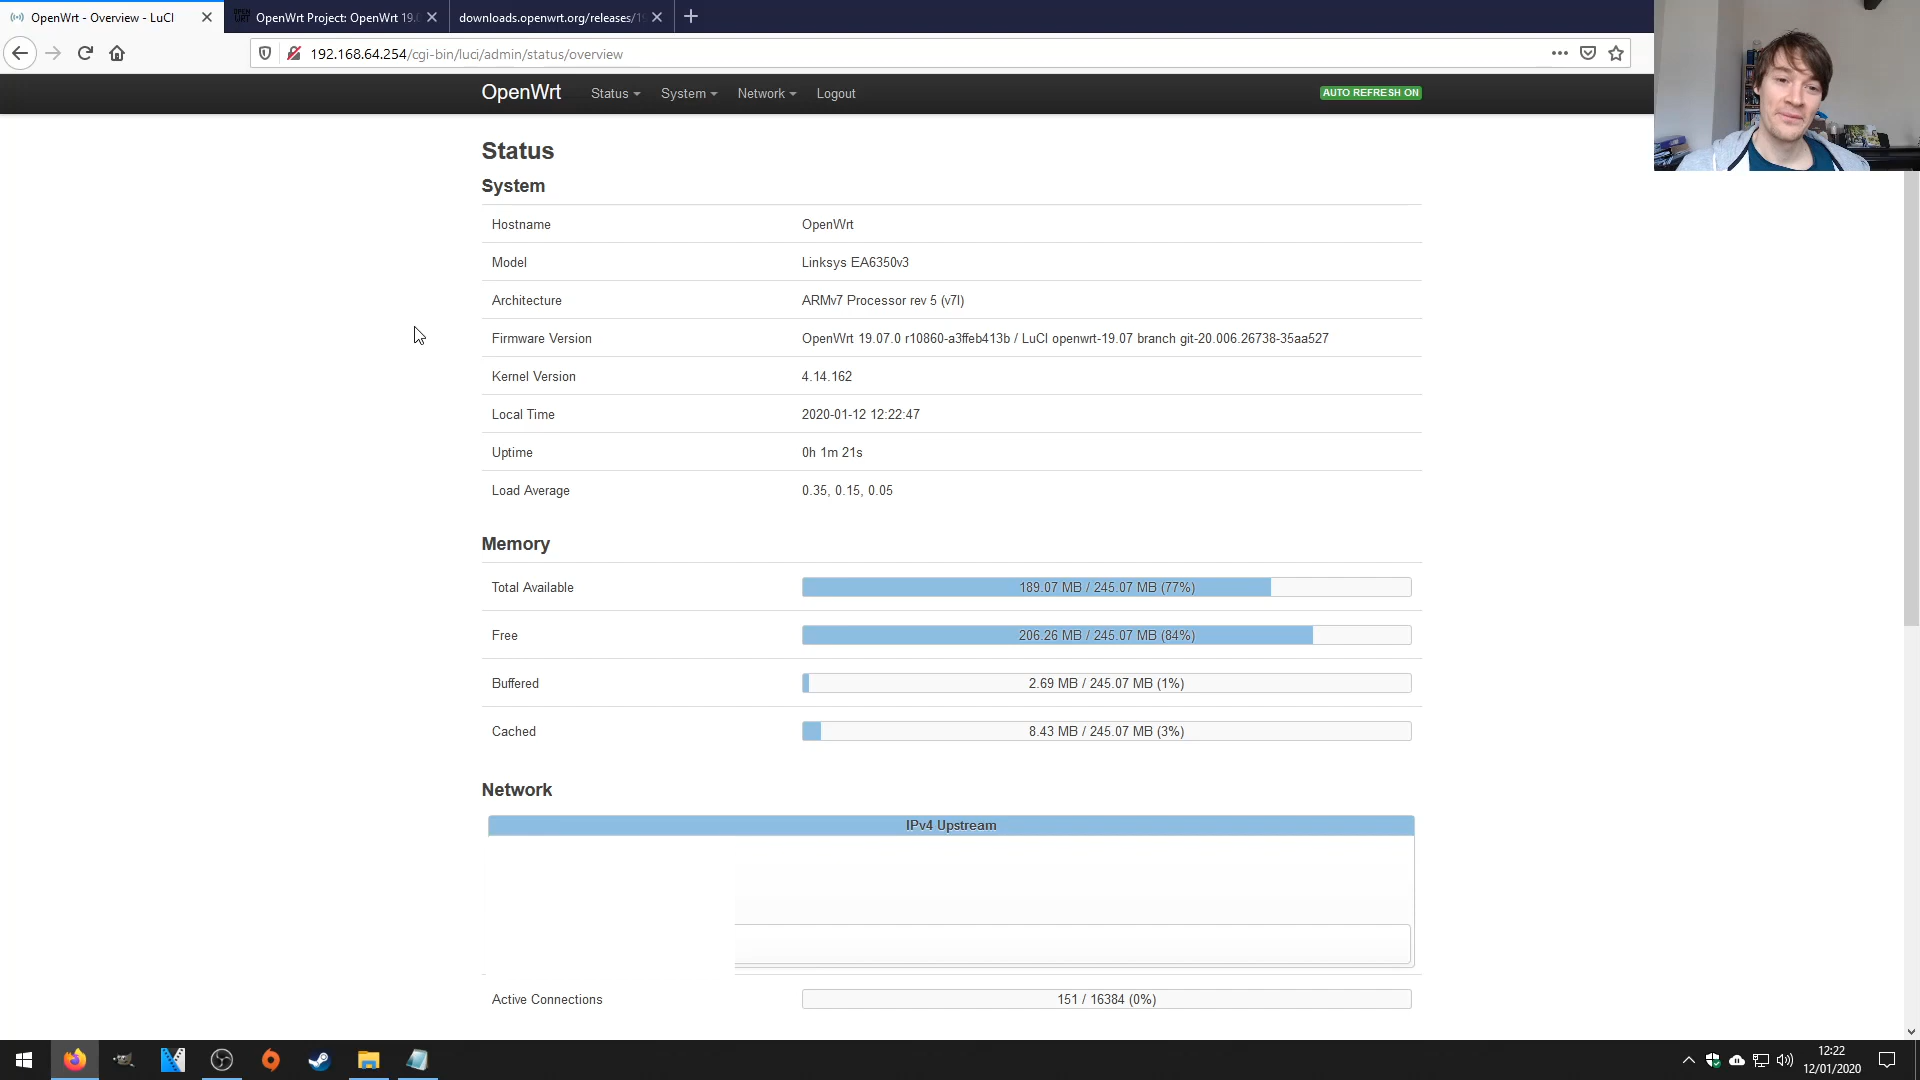 OpenWrt - Overview - LuCI
OpenWrt Project: OpenWrt 19.0
downloads.openwrt.org/releases/1
192.168.64.254/cgi-bin/luci/admin/status/overview
OpenWrt Status System Network Logout AUTO REFRESH ON
Status
System
Hostname OpenWrt
Model Linksys EA6350v3
Architecture ARMv7 Processor rev 5 (v7l)
Firmware Version OpenWrt 19.07.0 r10860-a3ffeb413b / LuCI openwrt-19.07 branch git-20.006.26738-35aa527
Kernel Version 4.14.162
Local Time 2020-01-12 12:22:47
Uptime 0h 1m 21s
Load Average 0.35, 0.15, 0.05
Memory
Total Available 189.07 MB / 245.07 MB (77%)
Free 206.26 MB / 245.07 MB (84%)
Buffered 2.69 MB / 245.07 MB (1%)
Cached 8.43 MB / 245.07 MB (3%)
Network
IPv4 Upstream
Active Connections 151 / 16384 (0%)
12:22
12/01/2020